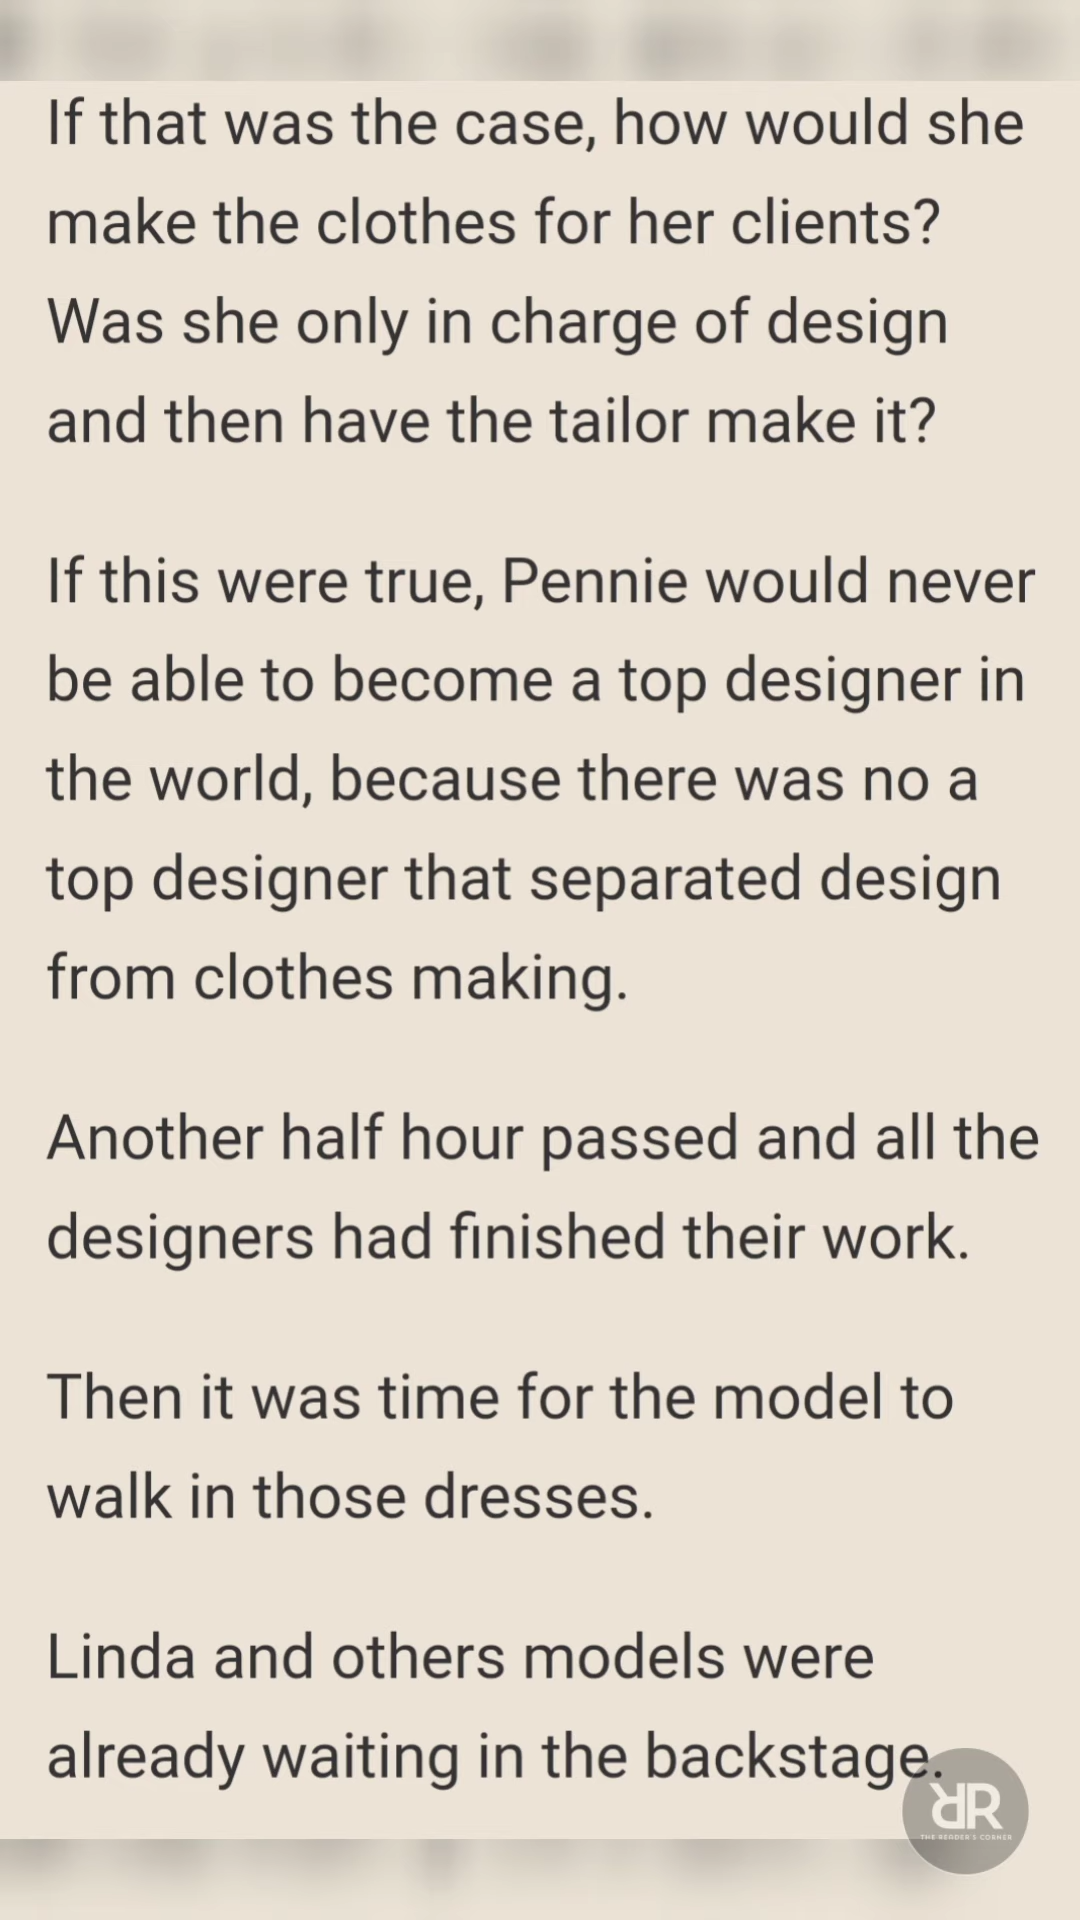 If that was the case, how would she
make the clothes for her clients?
Was she only in charge of design
and then have the tailor make it?
If this were true, Pennie would never
be able to become a top designer in
the world, because there was no a
top designer that separated design
from clothes making.
Another half hour passed and all the
designers had finished their work.
Then it was time for the model to
walk in those dresses.
Linda and others models were
already waiting in the backstage.
RR
THE READER'S CORNER